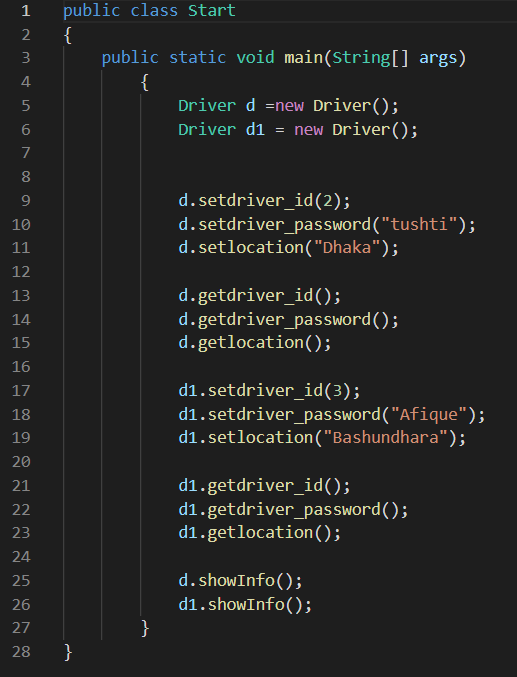 1 public class Start
2 {
3 public static void main(String[] args)
4 {
5 Driver d =new Driver();
6 Driver d1 = new Driver();
7
8
9 d.setdriver_id(2);
10 d.setdriver_password("tushti");
11 d.setlocation("Dhaka");
12
13 d.getdriver_id();
14 d.getdriver_password();
15 d.getlocation();
16
17 d1.setdriver_id(3);
18 d1.setdriver_password("Afique");
19 d1.setlocation("Bashundhara");
20
21 d1.getdriver_id();
22 d1.getdriver_password();
23 d1.getlocation();
24
25 d.showInfo();
26 d1.showInfo();
27 }
28 }